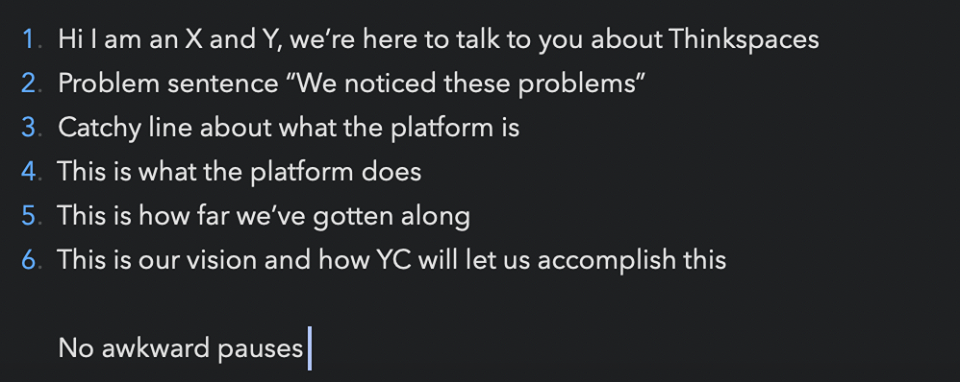 1. Hi I am an X and Y, we’re here to talk to you about Thinkspaces
2. Problem sentence “We noticed these problems”
3. Catchy line about what the platform is
4. This is what the platform does
5. This is how far we’ve gotten along
6. This is our vision and how YC will let us accomplish this
No awkward pauses